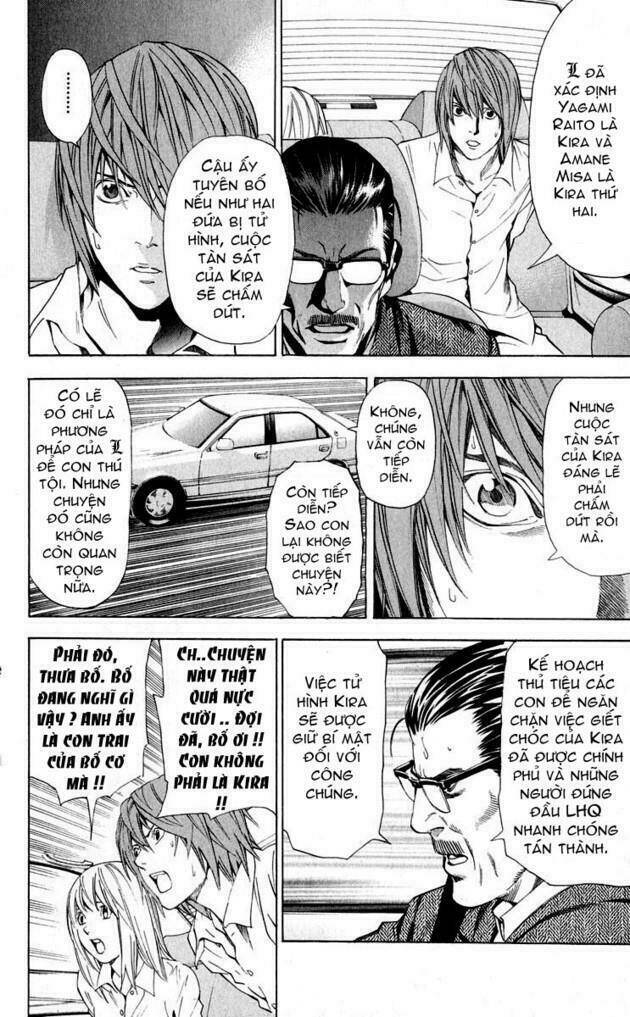 L ĐÃ
XÁC ĐỊNH
YAGAMI
RAITO LÀ
KIRA VÀ
AMANE
MISA LÀ
KIRA THỨ
HAI.
CẬU ẤY
TUYÊN BỐ
NẾU NHƯ HAI
ĐỨA BỊ TỬ
HÌNH, CUỘC
TÀN SÁT
CỦA KIRA
SẼ CHẤM
DỨT.
........
NHƯNG
CUỘC
TÀN SÁT
CỦA KIRA
ĐÁNG LẼ
PHẢI
CHẤM
DỨT RỒI
MÀ.
KHÔNG,
CHÚNG
VẪN CÒN
TIẾP
DIỄN.
CÒN TIẾP
DIỄN?
SAO CON
LẠI KHÔNG
ĐƯỢC BIẾT
CHUYỆN
NÀY?!
CÓ LẼ
ĐÓ CHỈ LÀ
PHƯƠNG
PHÁP CỦA L
ĐỂ CON THÚ
TỘI. NHƯNG
CHUYỆN
ĐÓ CŨNG
KHÔNG
CÒN QUAN
TRỌNG
NỮA.
KẾ HOẠCH
THỦ TIÊU CÁC
CON ĐỂ NGĂN
CHẶN VIỆC GIẾT
CHÓC CỦA KIRA
ĐÃ ĐƯỢC CHÍNH
PHỦ VÀ NHỮNG
NGƯỜI ĐỨNG
ĐẦU LHQ
NHANH CHÓNG
TÁN THÀNH.
VIỆC TỬ
HÌNH KIRA
SẼ ĐƯỢC
GIỮ BÍ MẬT
ĐỐI VỚI
CÔNG
CHÚNG.
CH..CHUYỆN
NÀY THẬT
QUÁ NỰC
CƯỜI .. ĐỢI
ĐÃ, BỐ ƠI !!
CON KHÔNG
PHẢI LÀ KIRA
!!
PHẢI ĐÓ,
THƯA BỐ. BỐ
ĐANG NGHĨ GÌ
VẬY ? ANH ẤY
LÀ CON TRAI
CỦA BỐ CƠ
MÀ !!